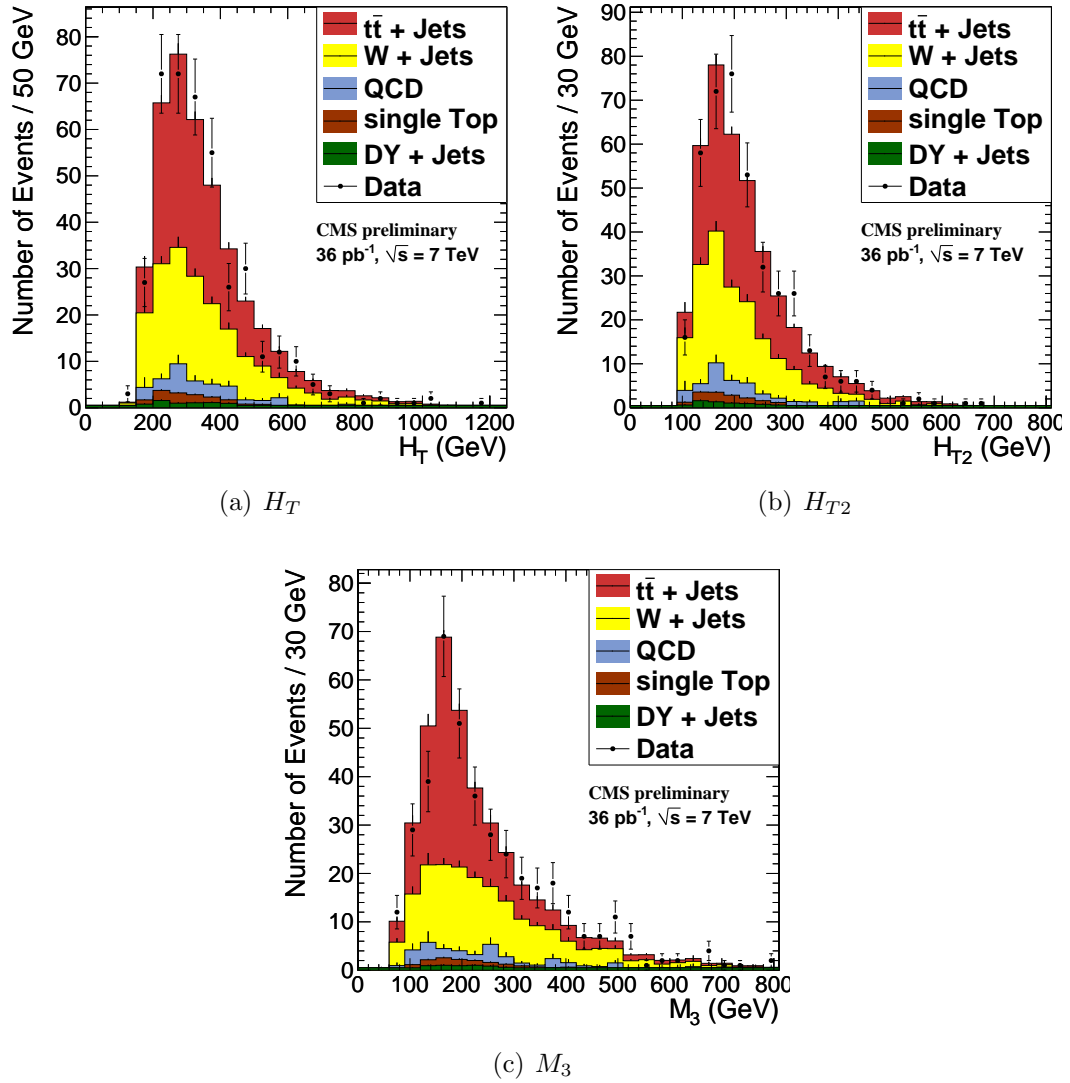 Number of Events / 50 GeV
80
70
60
50
40
30
20
10
0
0 200 400 600 800 1000 1200
H_T (GeV)
tt̄ + Jets
W + Jets
QCD
single Top
DY + Jets
Data
CMS preliminary
36 pb⁻¹, √s = 7 TeV
(a) H_T
Number of Events / 30 GeV
90
80
70
60
50
40
30
20
10
0
0 100 200 300 400 500 600 700 800
H_T2 (GeV)
tt̄ + Jets
W + Jets
QCD
single Top
DY + Jets
Data
CMS preliminary
36 pb⁻¹, √s = 7 TeV
(b) H_T2
Number of Events / 30 GeV
80
70
60
50
40
30
20
10
0
0 100 200 300 400 500 600 700 800
M_3 (GeV)
tt̄ + Jets
W + Jets
QCD
single Top
DY + Jets
Data
CMS preliminary
36 pb⁻¹, √s = 7 TeV
(c) M_3